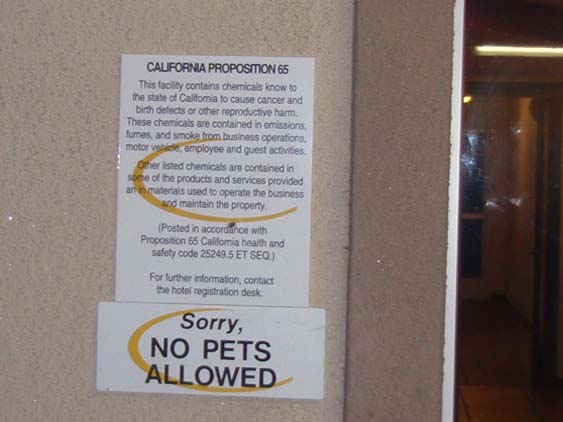 CALIFORNIA PROPOSITION 65
This facility contains chemicals know to
the state of California to cause cancer and
birth defects or other reproductive harm.
These chemicals are contained in emissions,
fumes, and smoke from business operations,
motor vehicle, employee and guest activities.
Other listed chemicals are contained in
some of the products and services provided
an in materials used to operate the business
and maintain the property.
(Posted in accordance with
Proposition 65 California health and
safety code 25249.5 ET SEQ.)
For further information, contact
the hotel registration desk.
Sorry,
NO PETS
ALLOWED